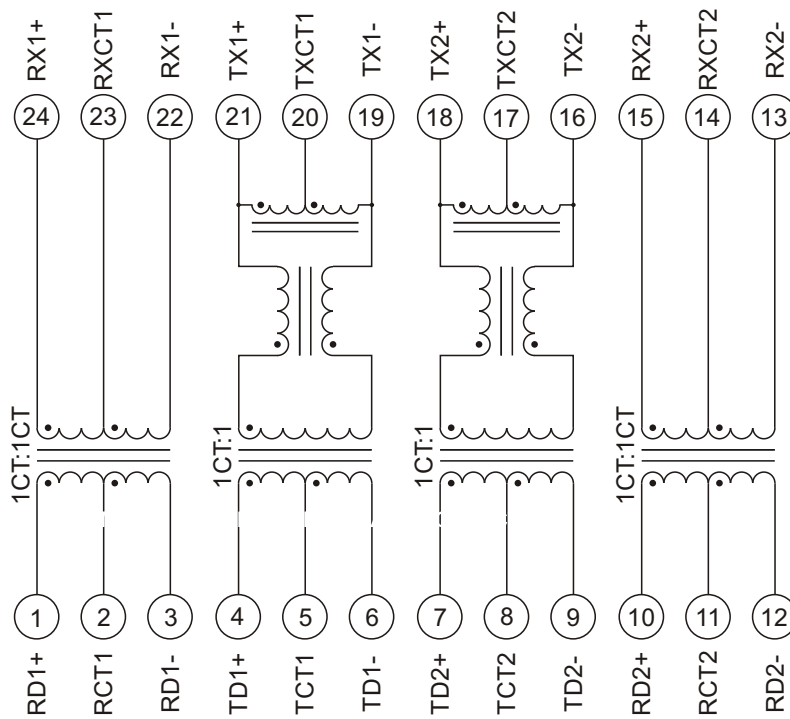 RX1+ RXCT1 RX1- TX1+ TXCT1 TX1- TX2+ TXCT2 TX2- RX2+ RXCT2 RX2-
24 23 22 21 20 19 18 17 16 15 14 13
1CT:1CT 1CT:1 1CT:1 1CT:1CT
1 2 3 4 5 6 7 8 9 10 11 12
RD1+ RCT1 RD1- TD1+ TCT1 TD1- TD2+ TCT2 TD2- RD2+ RCT2 RD2-